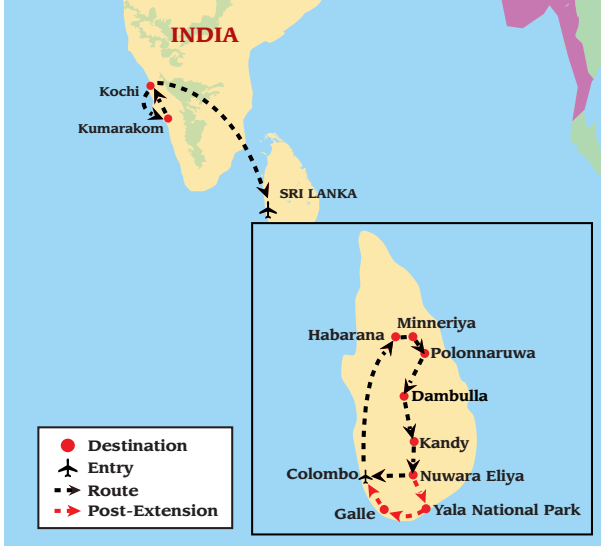 INDIA
Kochi
Kumarakom
SRI LANKA
Minneriya
Habarana
Polonnaruwa
Dambulla
Kandy
Colombo
Nuwara Eliya
Galle
Yala National Park
Destination
Entry
Route
Post-Extension